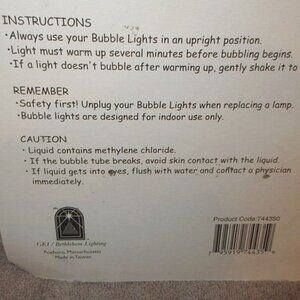 INSTRUCTIONS
•Always use your Bubble Lights in an upright position.
•Light must warm up several minutes before bubbling begins.
•If a light doesn't bubble after warming up, gently shake it to
REMEMBER
•Safety first! Unplug your Bubble Lights when replacing a lamp.
•Bubble lights are designed for indoor use only.
CAUTION
• Liquid contains methylene chloride.
• If the bubble tube breaks, avoid skin contact with the liquid.
• If liquid gets into eyes, flush with water and contact a physician
immediately.
GKI / Bethlehem Lighting
Massachusetts
Made in Taiwan
Product Code: 744350